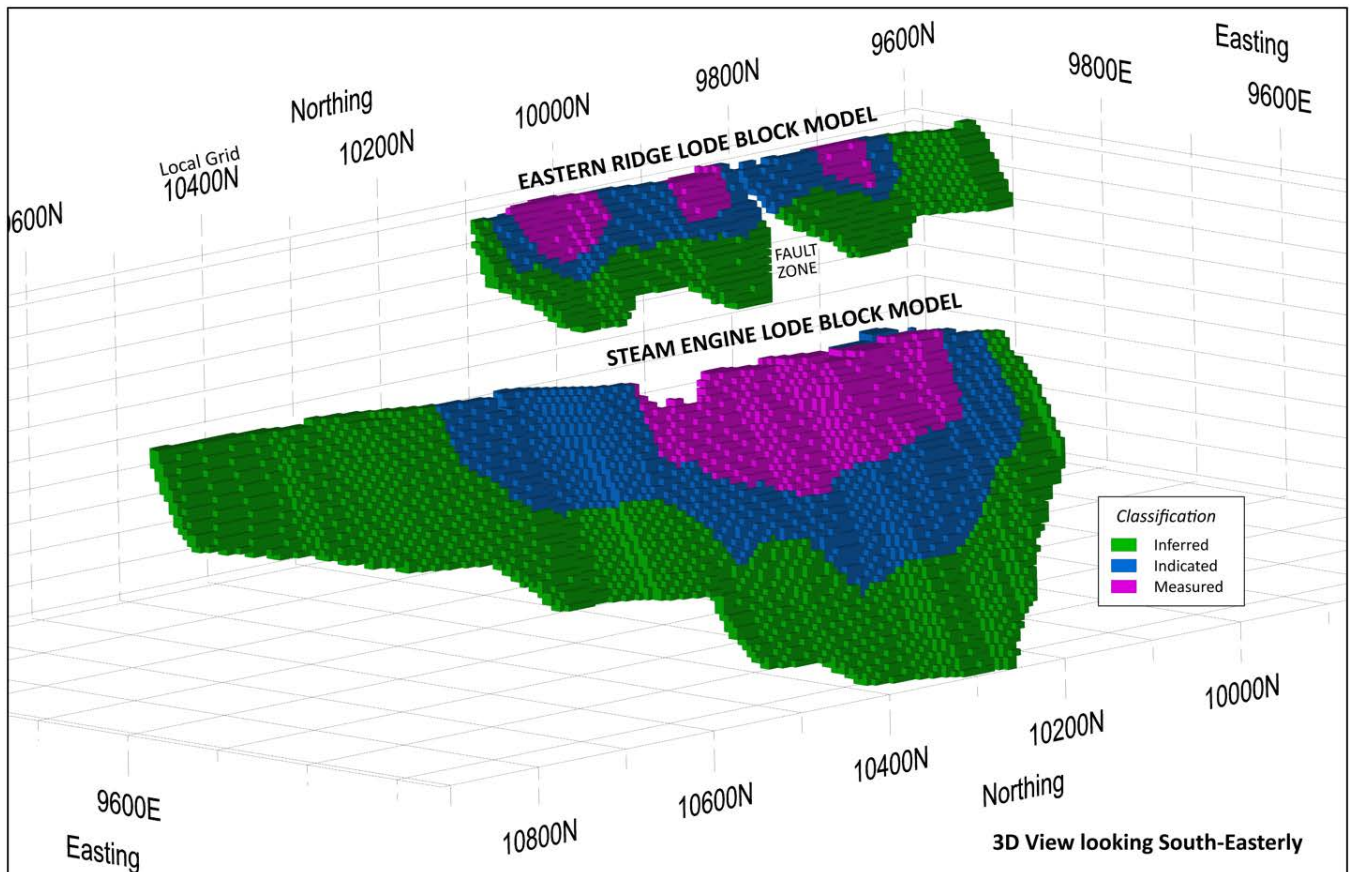 9600N
Easting
9800N
9800E
9600E
Northing
10000N
10200N
Local Grid
10400N
EASTERN RIDGE LODE BLOCK MODEL
FAULT
ZONE
STEAM ENGINE LODE BLOCK MODEL
Classification
Inferred
Indicated
Measured
10000N
10200N
10400N
10600N
10800N
Northing
9600E
Easting
3D View looking South-Easterly